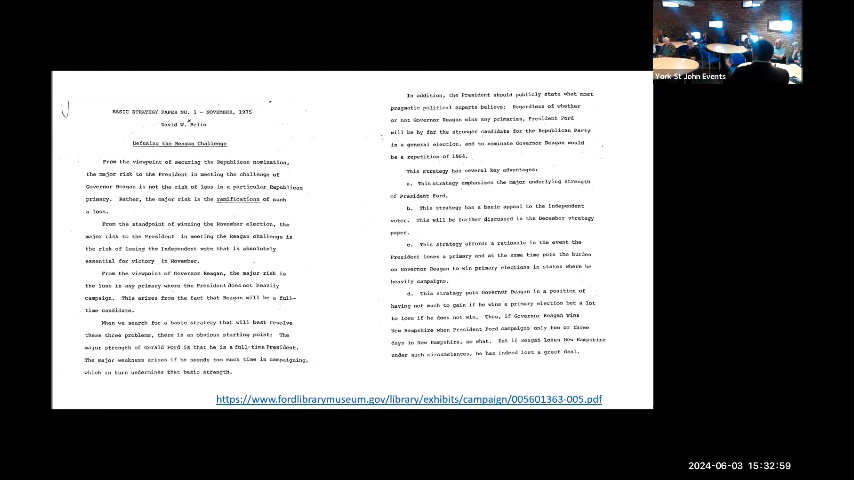 York St John Events
BASIC STRATEGY PAPER NO. 1 - NOVEMBER, 1975
David W. Belin
Defusing the Reagan Challenge
From the viewpoint of securing the Republican nomination,
the major risk to the President in meeting the challenge of
Governor Reagan is not the risk of loss in a particular Republican
primary. Rather, the major risk is the ramifications of such
a loss.
From the standpoint of winning the November election, the
major risk to the President in meeting the Reagan challenge is
the risk of losing the Independent vote that is absolutely
essential for victory in November.
From the viewpoint of Governor Reagan, the major risk is
the loss in any primary where the President does not heavily
campaign. This arises from the fact that Reagan will be a full-
time candidate.
When we search for a basic strategy that will best resolve
these three problems, there is an obvious starting point: The
major strength of Gerald Ford is that he is a full-time President.
The major weakness arises if he spends too much time in campaigning,
which in turn undermines that basic strength.
In addition, the President should publicly state what most
pragmatic political experts believe: Regardless of whether
or not Governor Reagan wins any primaries, President Ford
will be by far the stronger candidate for the Republican Party
in a general election, and to nominate Governor Reagan would
be a repetition of 1964.
This strategy has several key advantages:
a. This strategy emphasizes the major underlying strength
of President Ford.
b. This strategy has a basic appeal to the Independent
voter. This will be further discussed in the December strategy
paper.
c. This strategy affords a rationale in the event the
President loses a primary and at the same time puts the burden
on Governor Reagan to win primary elections in states where he
heavily campaigns.
d. This strategy puts Governor Reagan in a position of
having not much to gain if he wins a primary election but a lot
to lose if he does not win. Thus, if Governor Reagan wins
New Hampshire when President Ford campaigns only two or three
days in New Hampshire, so what. But if Reagan loses New Hampshire
under such circumstances, he has indeed lost a great deal.
https://www.fordlibrarymuseum.gov/library/exhibits/campaign/005601363-005.pdf
2024-06-03 15:32:59